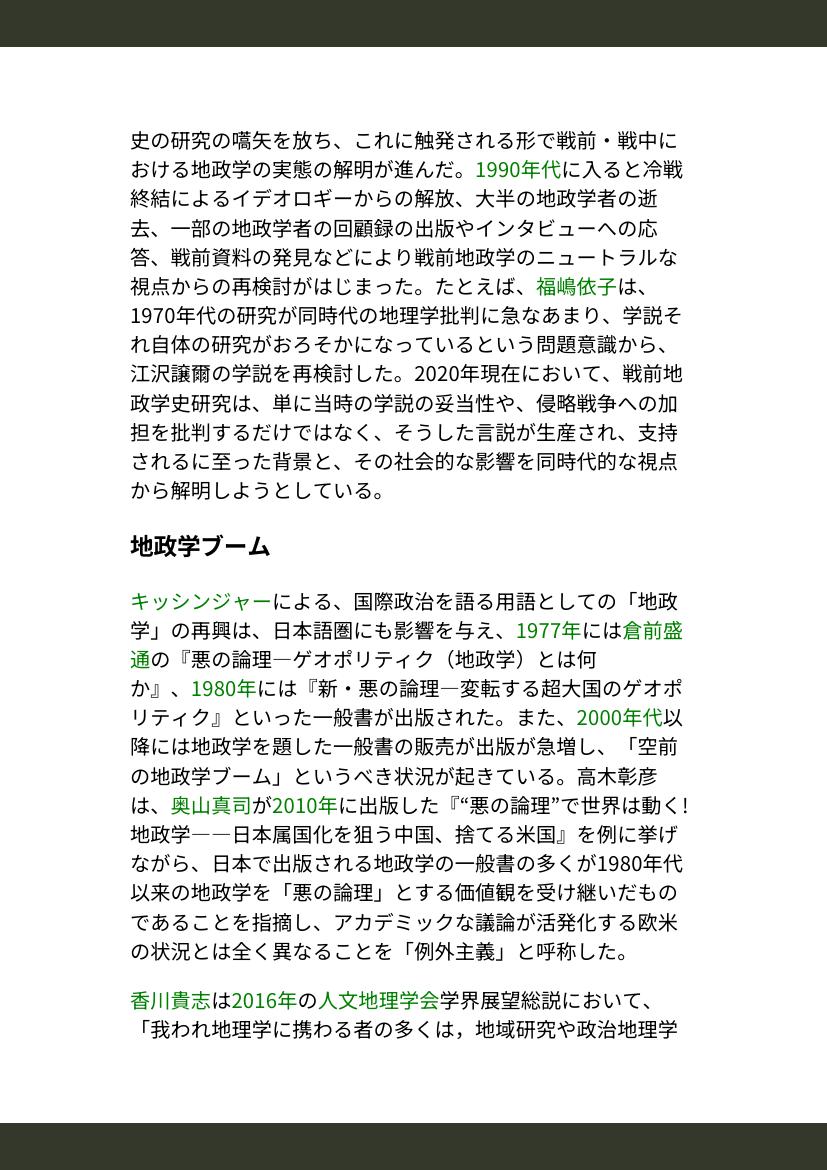 史の研究の嚆矢を放ち、これに触発される形で戦前・戦中に
おける地政学の実態の解明が進んだ。1990年代に入ると冷戦
終結によるイデオロギーからの解放、大半の地政学者の逝
去、一部の地政学者の回顧録の出版やインタビューへの応
答、戦前資料の発見などにより戦前地政学のニュートラルな
視点からの再検討がはじまった。たとえば、福嶋依子は、
1970年代の研究が同時代の地理学批判に急なあまり、学説そ
れ自体の研究がおろそかになっているという問題意識から、
江沢譲爾の学説を再検討した。2020年現在において、戦前地
政学史研究は、単に当時の学説の妥当性や、侵略戦争への加
担を批判するだけではなく、そうした言説が生産され、支持
されるに至った背景と、その社会的な影響を同時代的な視点
から解明しようとしている。
地政学ブーム
キッシンジャーによる、国際政治を語る用語としての「地政
学」の再興は、日本語圏にも影響を与え、1977年には倉前盛
通の『悪の論理―ゲオポリティク（地政学）とは何
か』、1980年には『新・悪の論理―変転する超大国のゲオポ
リティク』といった一般書が出版された。また、2000年代以
降には地政学を題した一般書の販売が出版が急増し、「空前
の地政学ブーム」というべき状況が起きている。高木彰彦
は、奥山真司が2010年に出版した『“悪の論理”で世界は動く!
地政学――日本属国化を狙う中国、捨てる米国』を例に挙げ
ながら、日本で出版される地政学の一般書の多くが1980年代
以来の地政学を「悪の論理」とする価値観を受け継いだもの
であることを指摘し、アカデミックな議論が活発化する欧米
の状況とは全く異なることを「例外主義」と呼称した。
香川貴志は2016年の人文地理学会学界展望総説において、
「我われ地理学に携わる者の多くは，地域研究や政治地理学